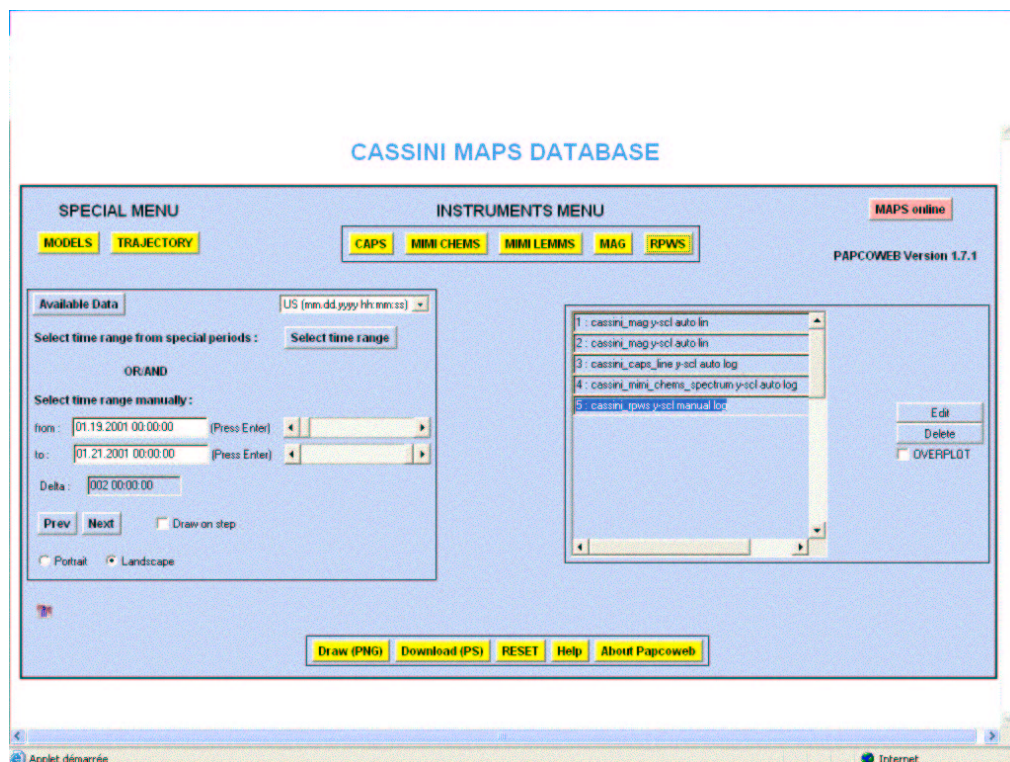 CASSINI MAPS DATABASE
SPECIAL MENU
INSTRUMENTS MENU
MAPS online
MODELS TRAJECTORY
CAPS MIMI CHEMS MIMI LEMMS MAG RPWS
PAPCOWEB Version 1.7.1
Available Data
US (mm.dd.yyyy hh:mm:ss)
Select time range from special periods :
Select time range
OR/AND
Select time range manually :
from : 01.19.2001 00:00:00 (Press Enter)
to : 01.21.2001 00:00:00 (Press Enter)
Delta : 002 00:00:00
Prev Next Draw on step
Portrait Landscape
1 : cassini_mag y-scl auto lin
2 : cassini_mag y-scl auto lin
3 : cassini_caps_line y-scl auto log
4 : cassini_mimi_chems_spectrum y-scl auto log
5 : cassini_rpws y-scl manual log
Edit
Delete
OVERPLOT
Draw (PNG) Download (PS) RESET Help About Papcoweb
Applet démarrée
Internet